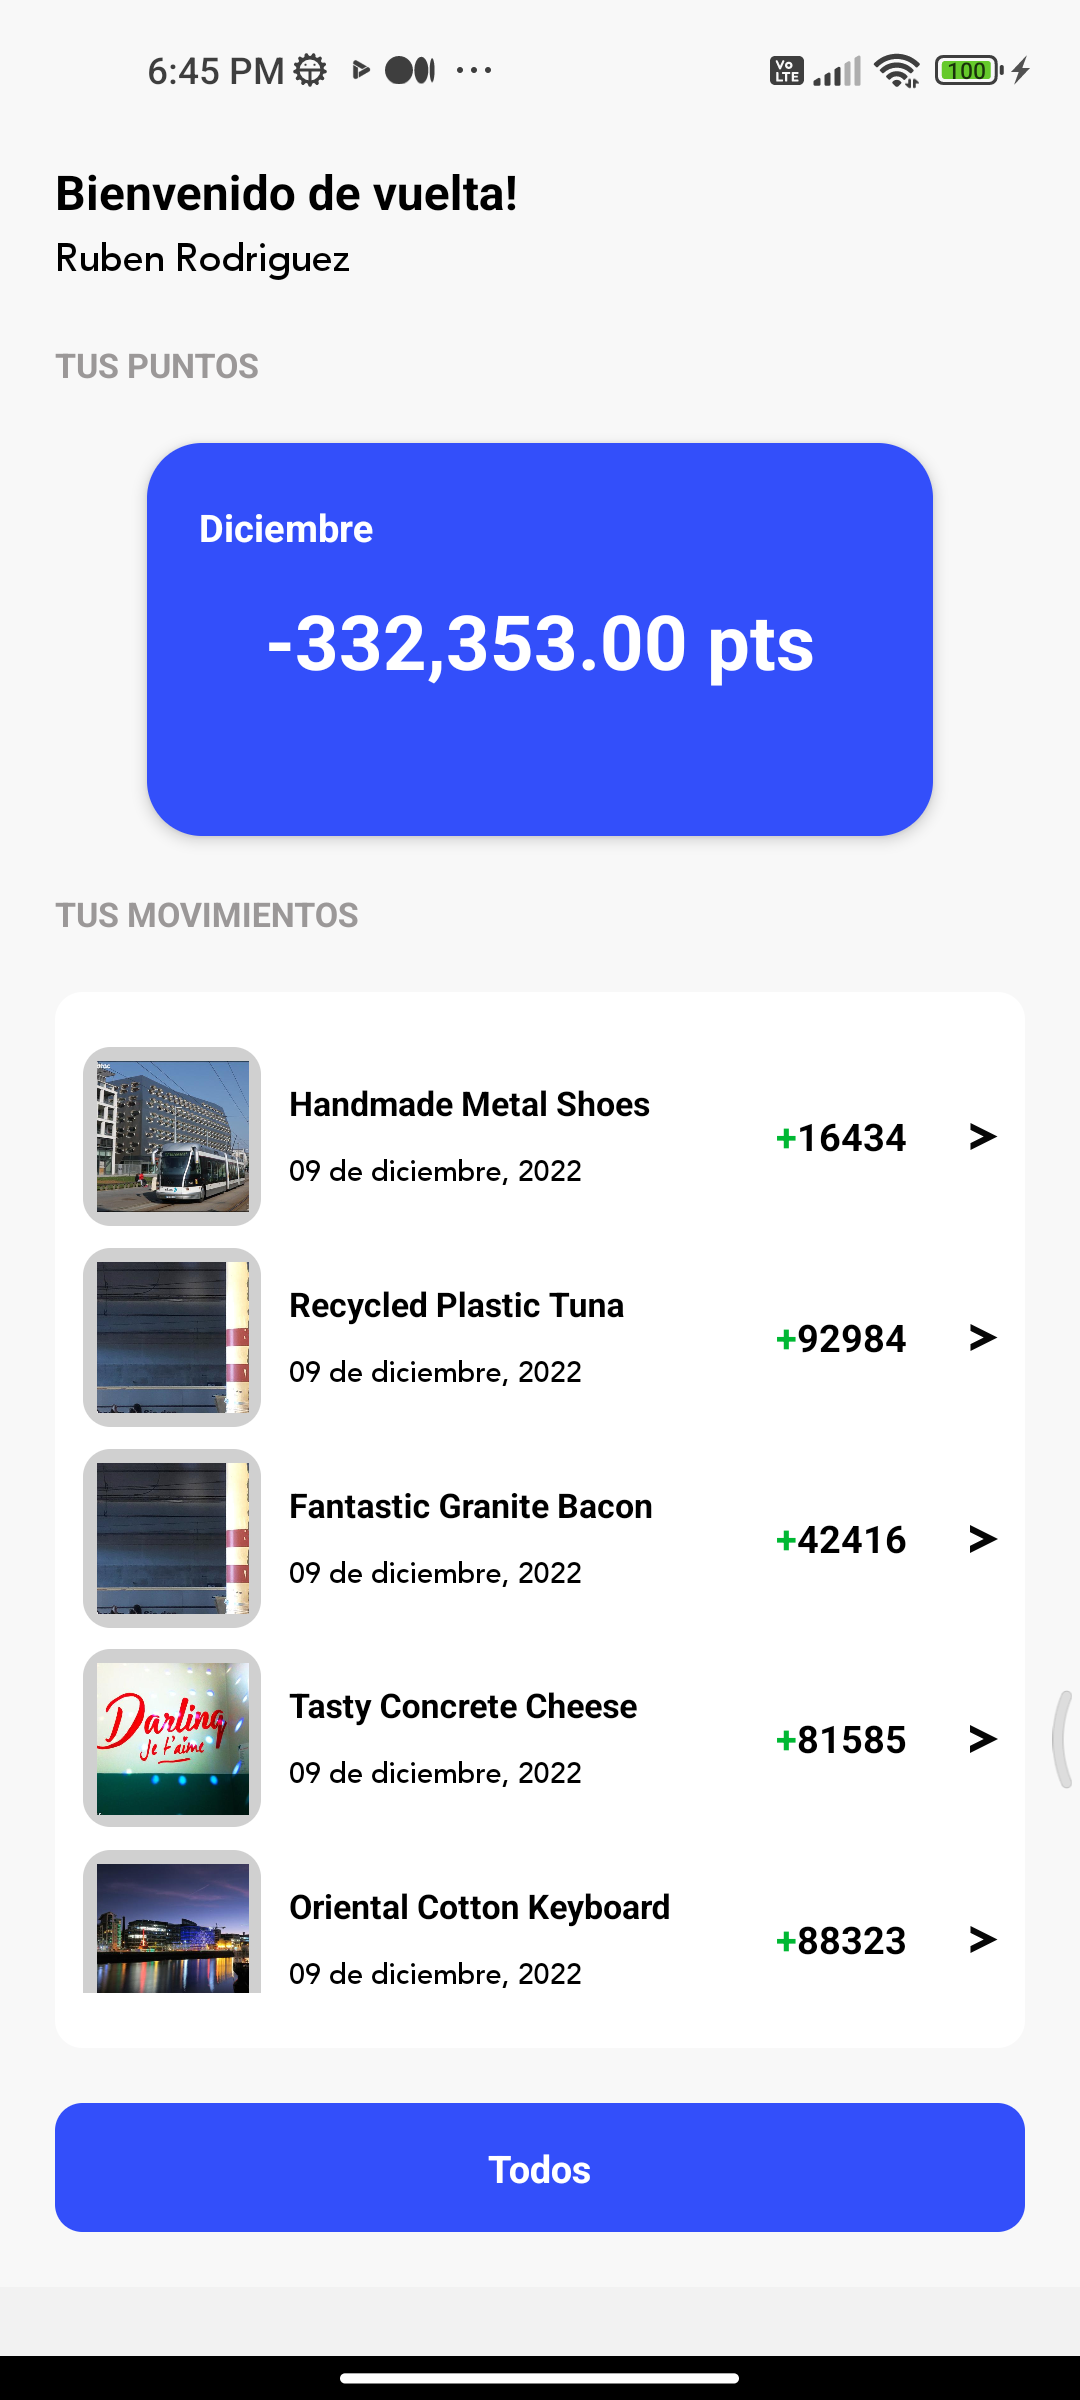 6:45 PM
Vo LTE
100
Bienvenido de vuelta!
Ruben Rodriguez
TUS PUNTOS
Diciembre
-332,353.00 pts
TUS MOVIMIENTOS
Handmade Metal Shoes
09 de diciembre, 2022
+16434 >
Recycled Plastic Tuna
09 de diciembre, 2022
+92984 >
Fantastic Granite Bacon
09 de diciembre, 2022
+42416 >
Darling
je t'aime
Tasty Concrete Cheese
09 de diciembre, 2022
+81585 >
Oriental Cotton Keyboard
09 de diciembre, 2022
+88323 >
Todos